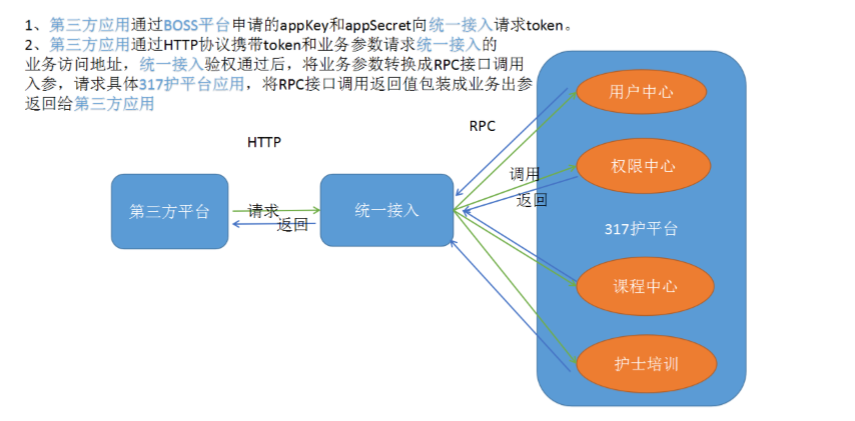 1、第三方应用通过BOSS平台申请的appKey和appSecret向统一接入请求token。
2、第三方应用通过HTTP协议携带token和业务参数请求统一接入的
业务访问地址，统一接入验权通过后，将业务参数转换成RPC接口调用
入参，请求具体317护平台应用，将RPC接口调用返回值包装成业务出参
返回给第三方应用
用户中心
RPC
HTTP
权限中心
调用
第三方平台
请求
统一接入
返回
返回
317护平台
课程中心
护士培训